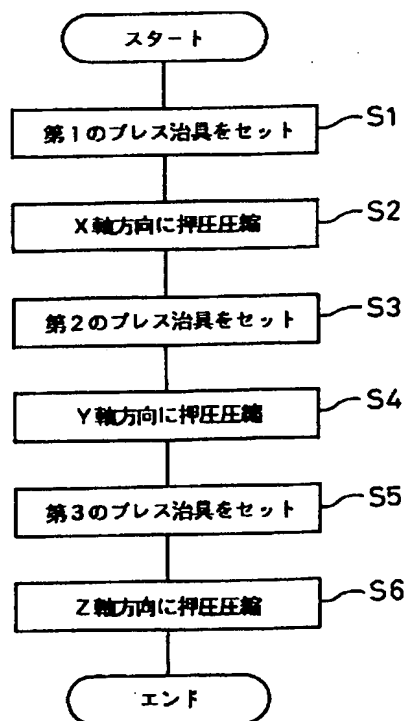 スタート
第1のプレス治具をセット
S1
X軸方向に押圧圧縮
S2
第2のプレス治具をセット
S3
Y軸方向に押圧圧縮
S4
第3のプレス治具をセット
S5
Z軸方向に押圧圧縮
S6
エンド